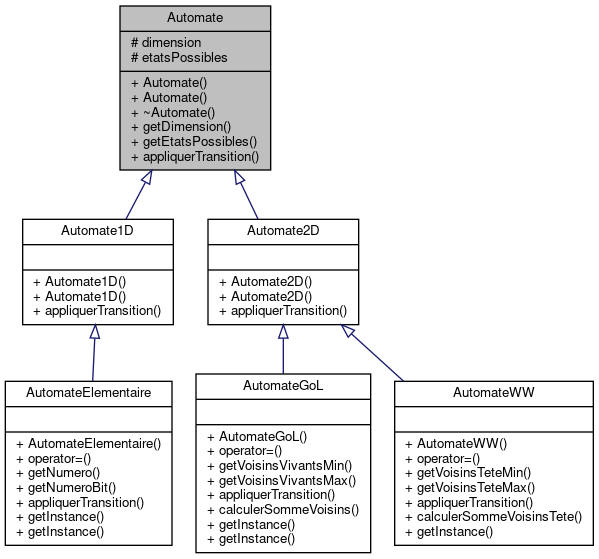 Automate
# dimension
# etatsPossibles
+ Automate()
+ Automate()
+ ~Automate()
+ getDimension()
+ getEtatsPossibles()
+ appliquerTransition()
Automate1D
+ Automate1D()
+ Automate1D()
+ appliquerTransition()
Automate2D
+ Automate2D()
+ Automate2D()
+ appliquerTransition()
AutomateElementaire
+ AutomateElementaire()
+ operator=()
+ getNumero()
+ getNumeroBit()
+ appliquerTransition()
+ getInstance()
+ getInstance()
AutomateGoL
+ AutomateGoL()
+ operator=()
+ getVoisinsVivantsMin()
+ getVoisinsVivantsMax()
+ appliquerTransition()
+ calculerSommeVoisins()
+ getInstance()
+ getInstance()
AutomateWW
+ AutomateWW()
+ operator=()
+ getVoisinsTeteMin()
+ getVoisinsTeteMax()
+ appliquerTransition()
+ calculerSommeVoisinsTete()
+ getInstance()